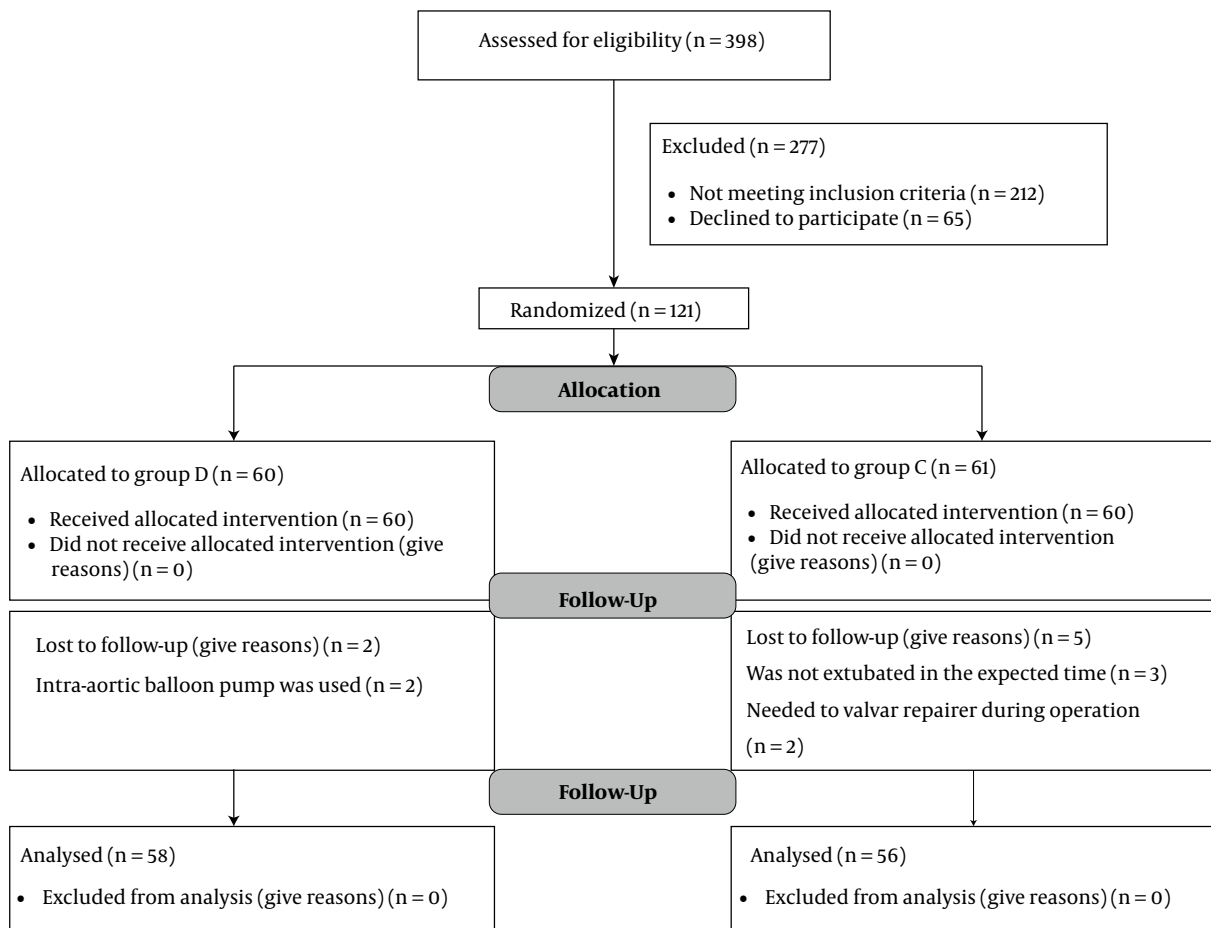 Assessed for eligibility (n = 398)
Excluded (n = 277)
• Not meeting inclusion criteria (n = 212)
• Declined to participate (n = 65)
Randomized (n = 121)
Allocation
Allocated to group D (n = 60)
• Received allocated intervention (n = 60)
• Did not receive allocated intervention (give
reasons) (n = 0)
Allocated to group C (n = 61)
• Received allocated intervention (n = 60)
• Did not receive allocated intervention
(give reasons) (n = 0)
Follow-Up
Lost to follow-up (give reasons) (n = 2)
Intra-aortic balloon pump was used (n = 2)
Lost to follow-up (give reasons) (n = 5)
Was not extubated in the expected time (n = 3)
Needed to valvar repairer during operation
(n = 2)
Follow-Up
Analysed (n = 58)
• Excluded from analysis (give reasons) (n = 0)
Analysed (n = 56)
• Excluded from analysis (give reasons) (n = 0)